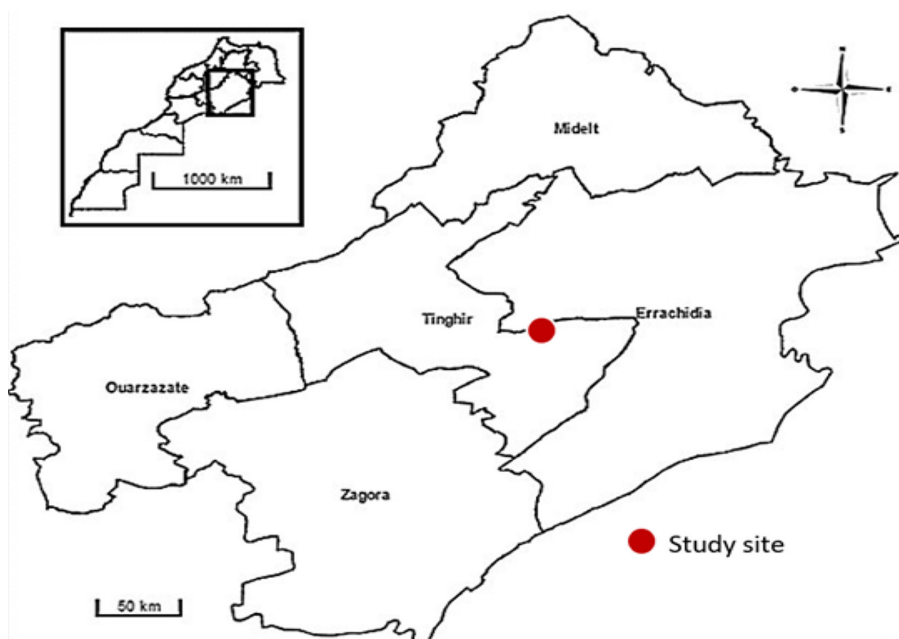 1000 km
Midelt
N
S
Tinghir
Errachidia
Ouarzazate
Zagora
Study site
50 km